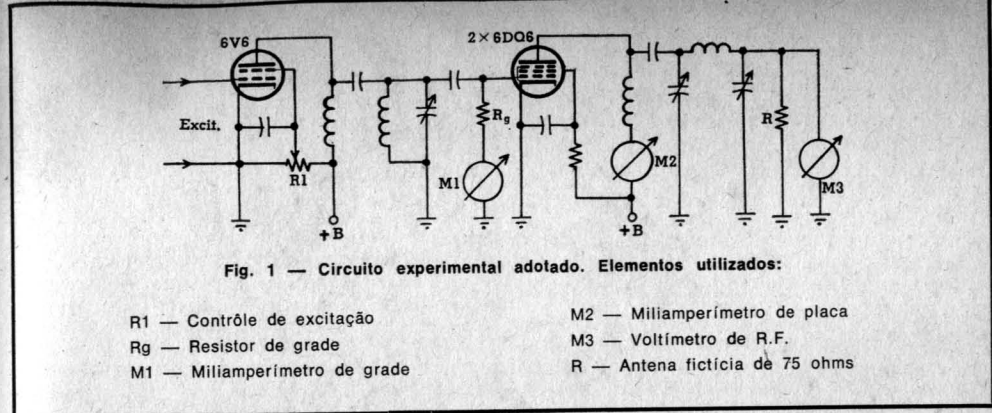 6V6
2 × 6DQ6
Excit.
R1
+B
Rg
M1
M2
+B
R
M3
Fig. 1 — Circuito experimental adotado. Elementos utilizados:
R1 — Contrôle de excitação
Rg — Resistor de grade
M1 — Miliamperímetro de grade
M2 — Miliamperímetro de placa
M3 — Voltímetro de R.F.
R — Antena fictícia de 75 ohms